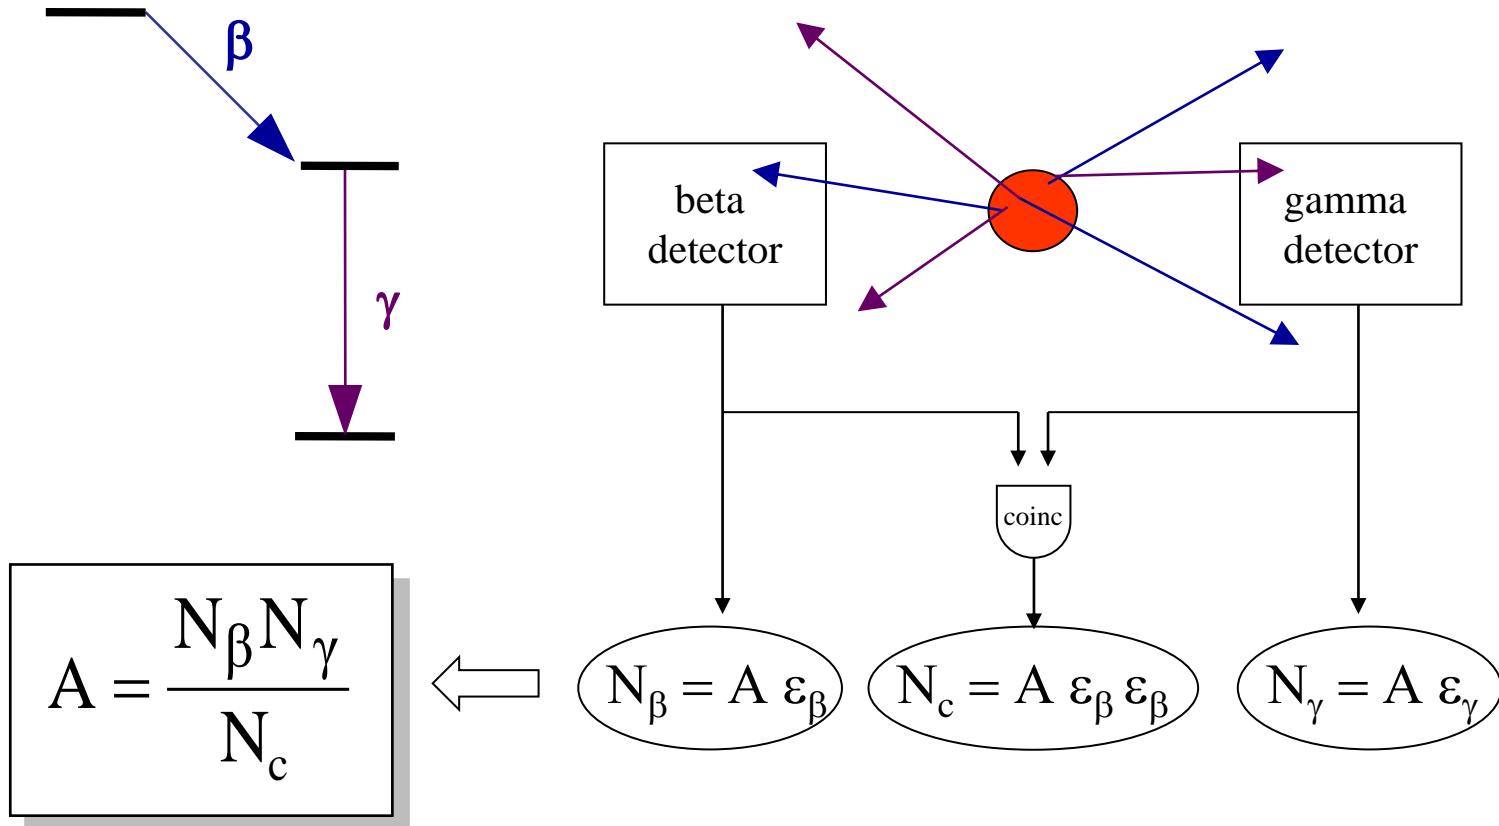 β
γ
beta
detector
gamma
detector
coinc
A = NβNγ / Nc
Nβ = A εβ
Nc = A εβ εβ
Nγ = A εγ